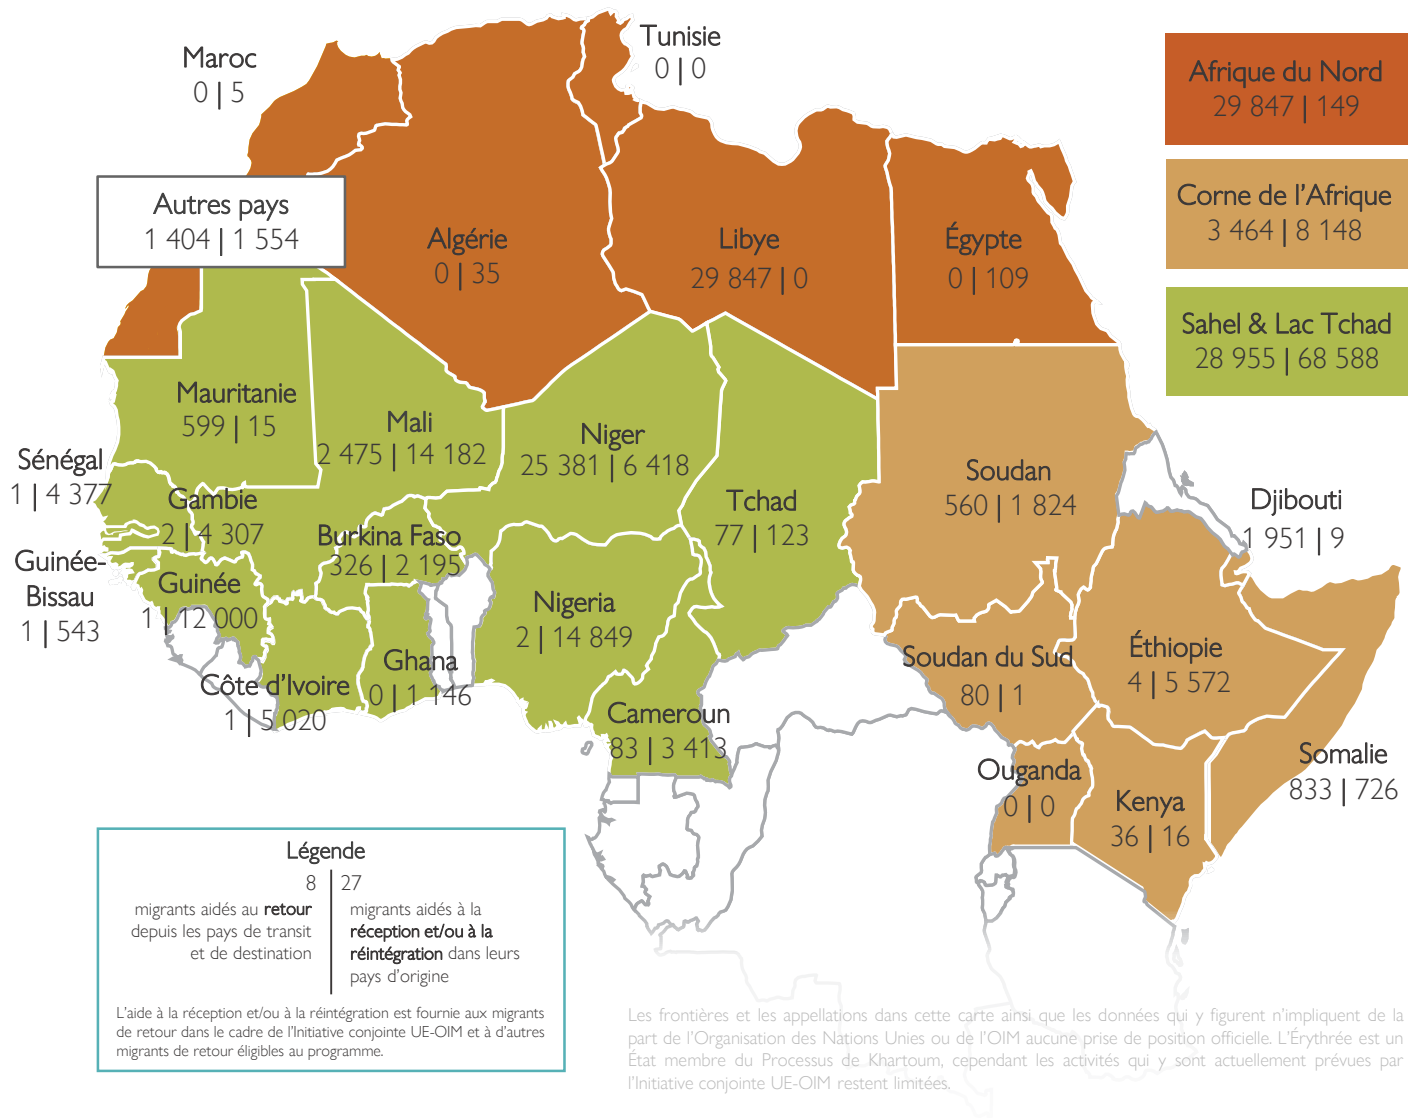 Maroc
0 | 5
Tunisie
0 | 0
Afrique du Nord
29 847 | 149
Corne de l’Afrique
3 464 | 8 148
Sahel & Lac Tchad
28 955 | 68 588
Autres pays
1 404 | 1 554
Algérie
0 | 35
Libye
29 847 | 0
Égypte
0 | 109
Mauritanie
599 | 15
Mali
2 475 | 14 182
Niger
25 381 | 6 418
Tchad
77 | 123
Soudan
560 | 1 824
Djibouti
1 951 | 9
Sénégal
1 | 4 377
Gambie
2 | 4 307
Burkina Faso
326 | 2 195
Guinée-
Bissau
1 | 543
Guinée
1 | 12 000
Nigeria
2 | 14 849
Côte d’Ivoire
1 | 5 020
Ghana
0 | 1 146
Cameroun
83 | 3 413
Soudan du Sud
80 | 1
Éthiopie
4 | 5 572
Ouganda
0 | 0
Kenya
36 | 16
Somalie
833 | 726
Légende
8 | 27
migrants aidés au retour
depuis les pays de transit
et de destination
migrants aidés à la
réception et/ou à la
réintégration dans leurs
pays d’origine
L’aide à la réception et/ou à la réintégration est fournie aux migrants
de retour dans le cadre de l’Initiative conjointe UE-OIM et à d’autres
migrants de retour éligibles au programme.
Les frontières et les appellations dans cette carte ainsi que les données qui y figurent n’impliquent de la
part de l’Organisation des Nations Unies ou de l’OIM aucune prise de position officielle. L’Érythrée est un
État membre du Processus de Khartoum, cependant les activités qui y sont actuellement prévues par
l’Initiative conjointe UE-OIM restent limitées.